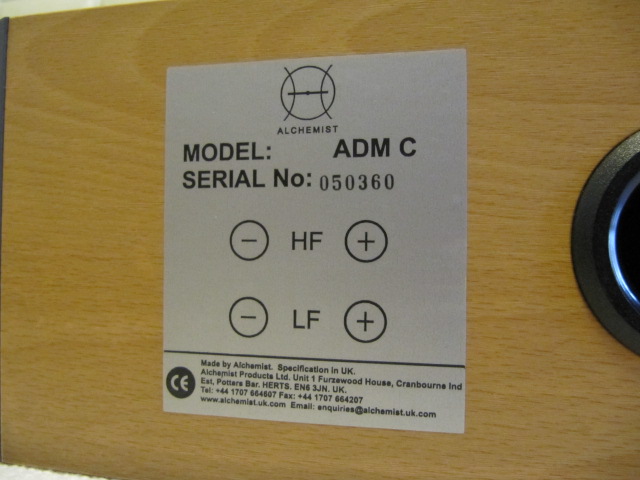 ALCHEMIST
MODEL: ADM C
SERIAL No: 050360
− HF +
− LF +
CE
Made by Alchemist. Specification in UK.
Alchemist Products Ltd. Unit 1 Furzewood House, Cranbourne Ind
Est, Potters Bar. HERTS. EN6 3JN. UK.
Tel: +44 1707 664607 Fax: +44 1707 664207
www.alchemist.uk.com Email: enquiries@alchemist.uk.com